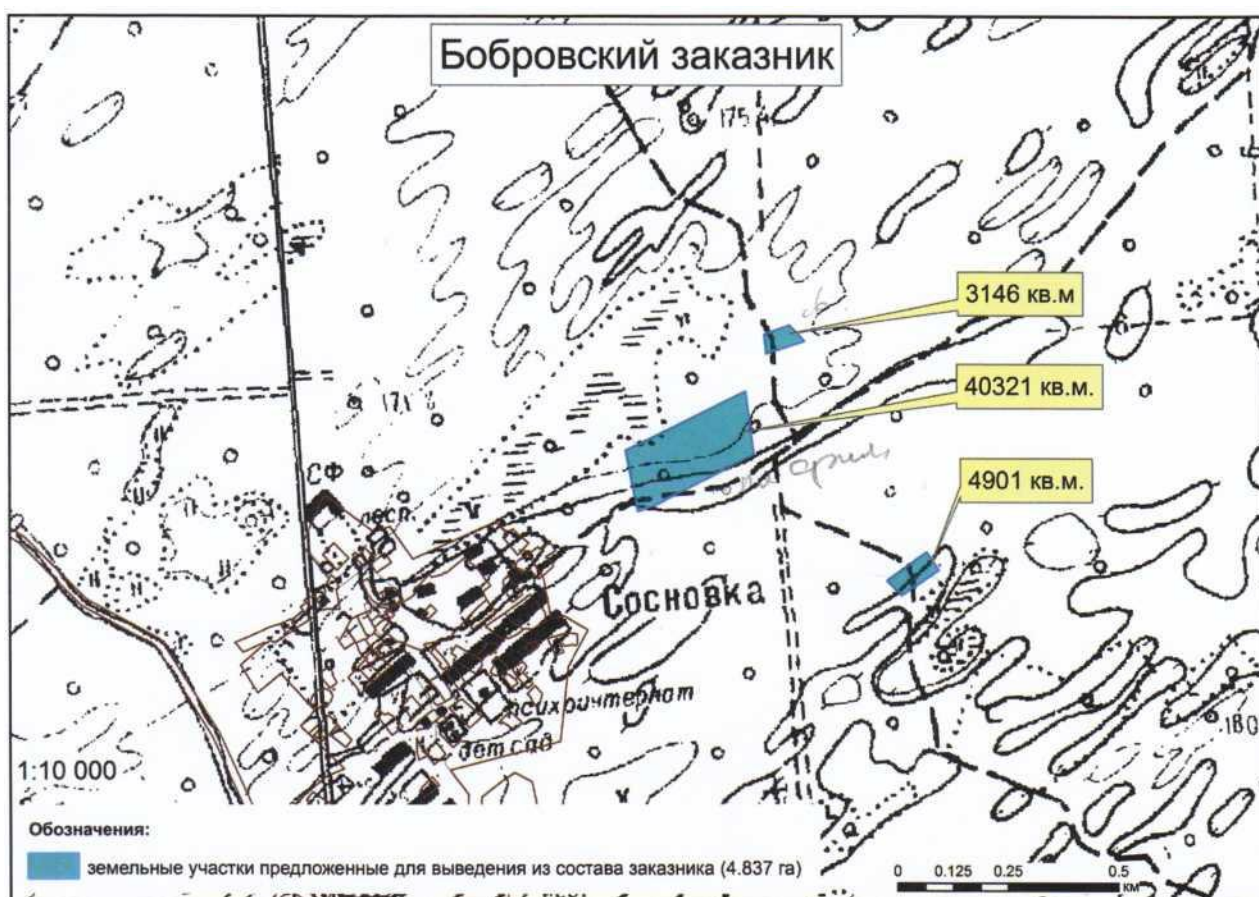 Бобровский заказник
175
3146 кв.м
40321 кв.м.
171
4901 кв.м.
СФ
лесп.
Сосновка
психоинтернат
дет сад
180
1:10 000
Обозначения:
земельные участки предложенные для выведения из состава заказника (4.837 га)
0 0.125 0.25 0.5
км